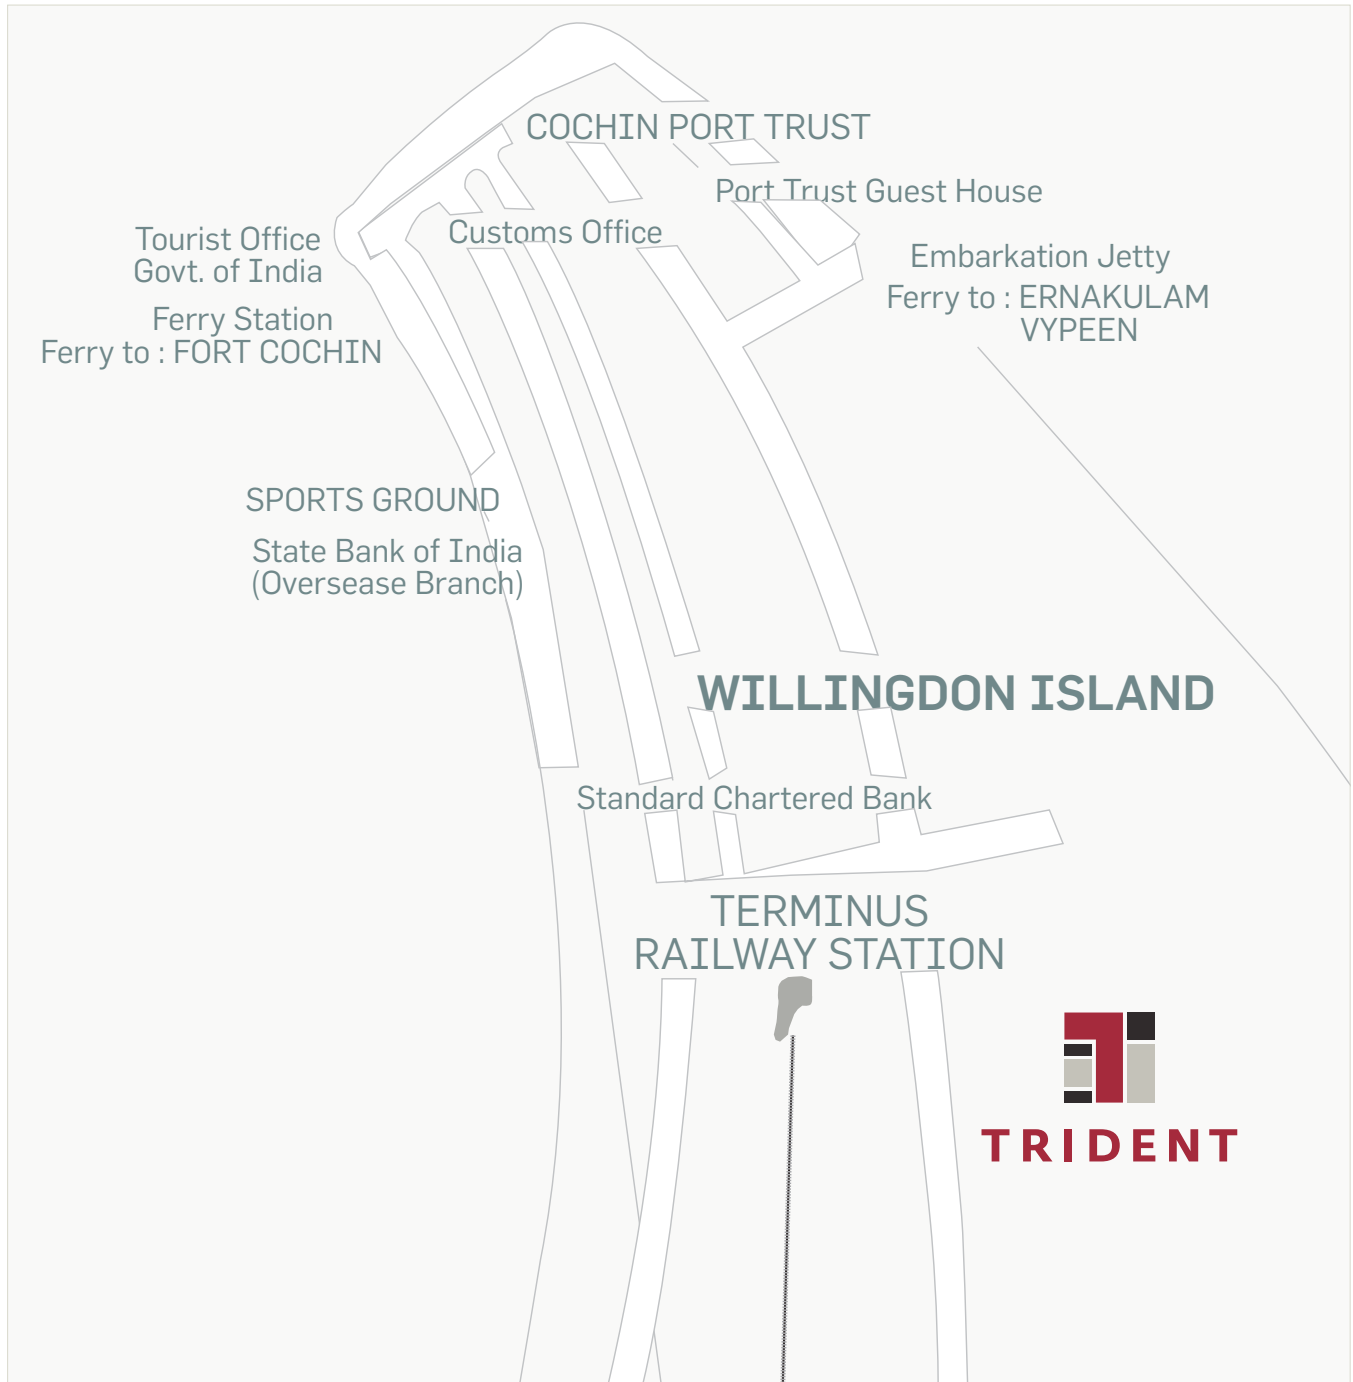 COCHIN PORT TRUST
Port Trust Guest House
Customs Office
Tourist Office
Govt. of India
Embarkation Jetty
Ferry to : ERNAKULAM
VYPEEN
Ferry Station
Ferry to : FORT COCHIN
SPORTS GROUND
State Bank of India
(Oversease Branch)
WILLINGDON ISLAND
Standard Chartered Bank
TERMINUS
RAILWAY STATION
TRIDENT